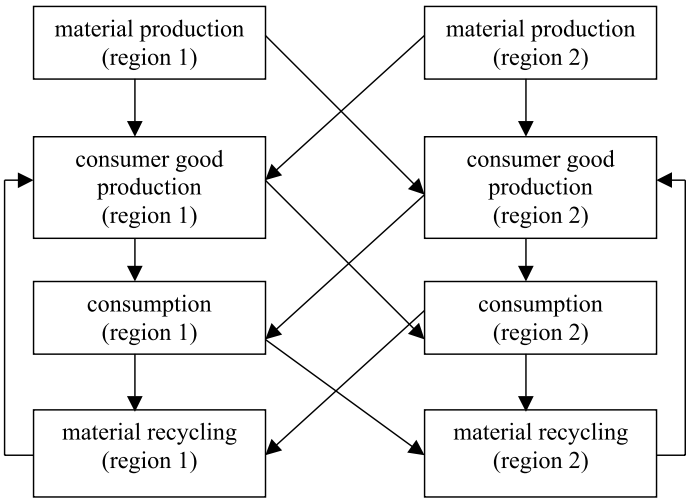 material production
(region 1)
material production
(region 2)
consumer good
production
(region 1)
consumer good
production
(region 2)
consumption
(region 1)
consumption
(region 2)
material recycling
(region 1)
material recycling
(region 2)